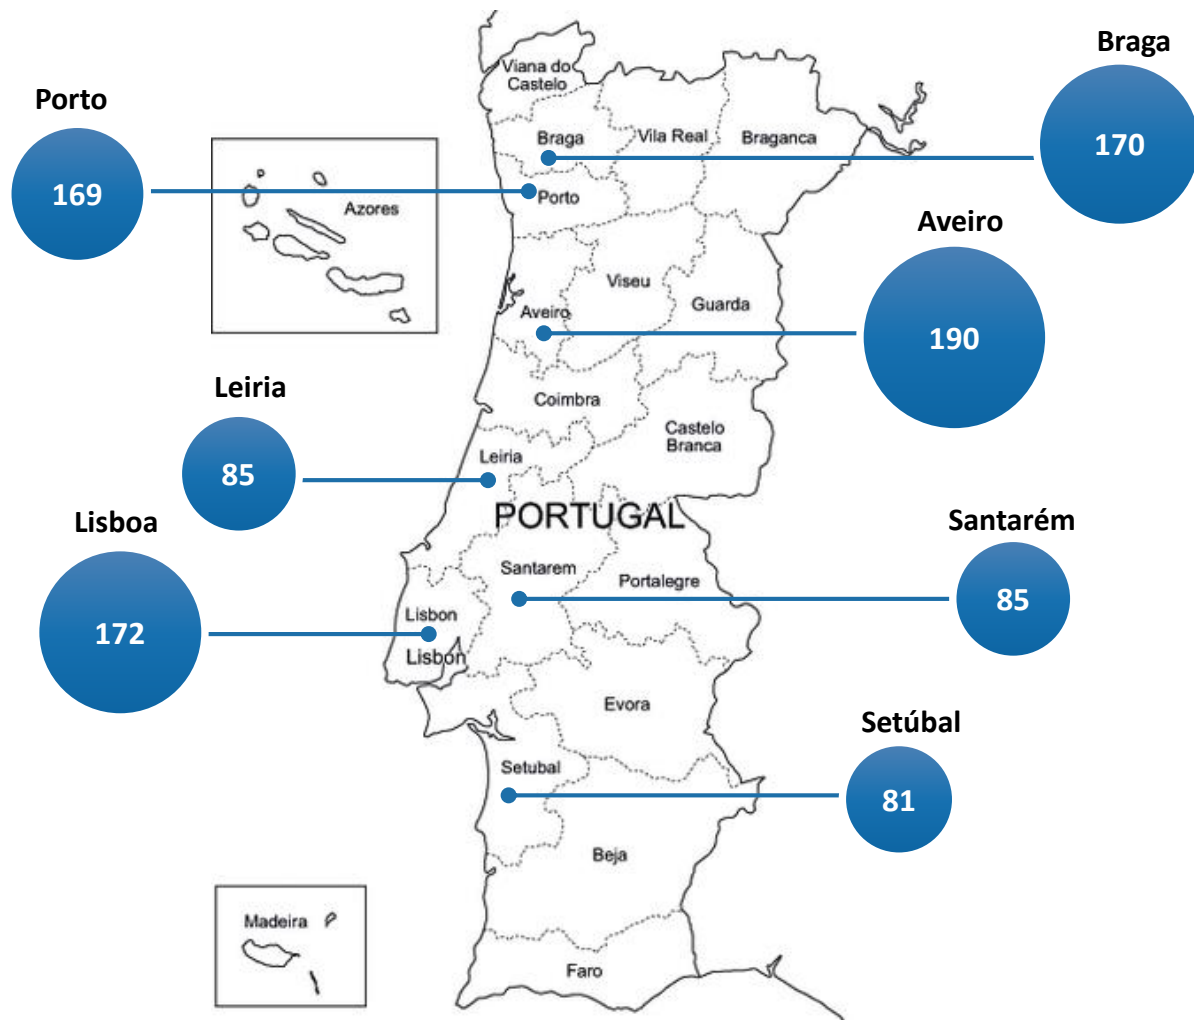 Braga
170
Porto
169
Viana do
Castelo
Braga
Vila Real
Braganca
Porto
Azores
Aveiro
190
Viseu
Guarda
Aveiro
Leiria
85
Coimbra
Castelo
Branca
Leiria
PORTUGAL
Lisboa
172
Santarém
85
Santarem
Portalegre
Lisbon
Lisbon
Evora
Setúbal
81
Setubal
Beja
Madeira
Faro